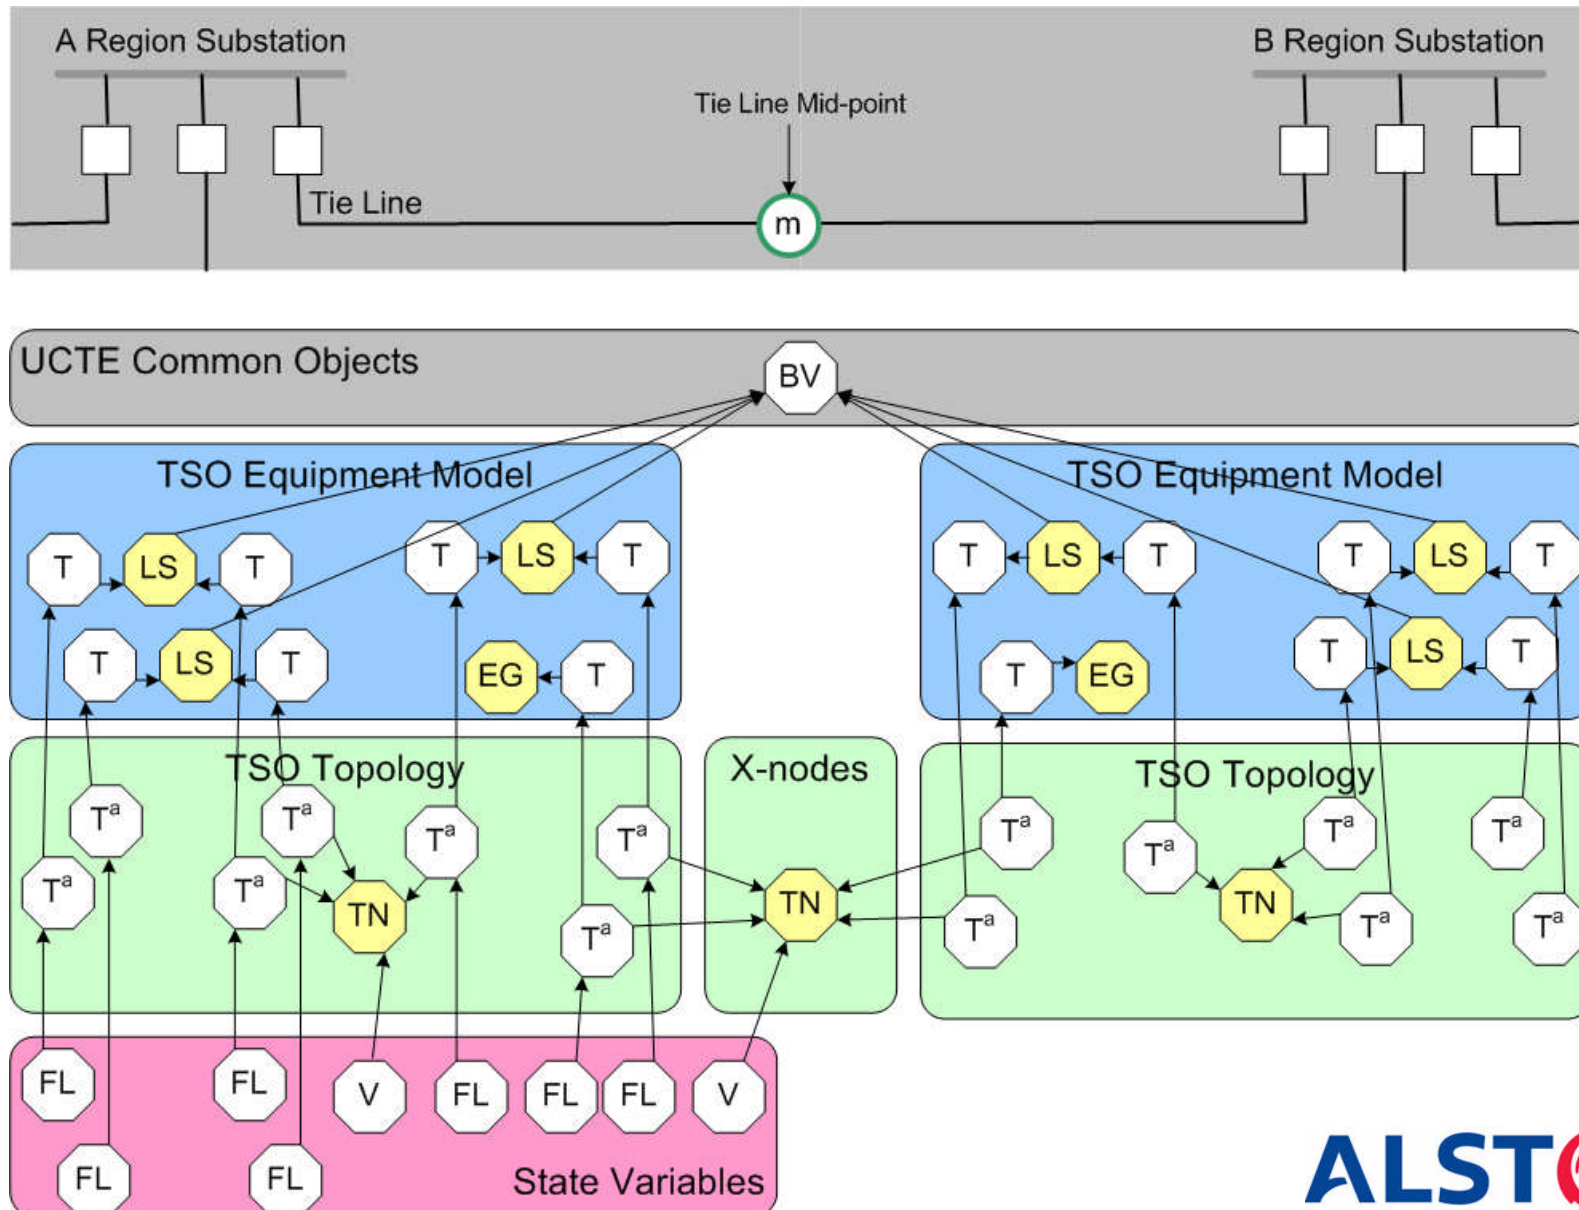 A Region Substation
B Region Substation
Tie Line Mid-point
Tie Line
m
UCTE Common Objects
BV
TSO Equipment Model
TSO Equipment Model
T LS T T LS T T LS T T LS T
T LS T EG T T EG T LS T
TSO Topology
X-nodes
TSO Topology
Tᵃ Tᵃ Tᵃ Tᵃ Tᵃ Tᵃ Tᵃ Tᵃ
Tᵃ Tᵃ TN Tᵃ TN Tᵃ TN Tᵃ Tᵃ
FL FL V FL FL FL V
FL FL State Variables